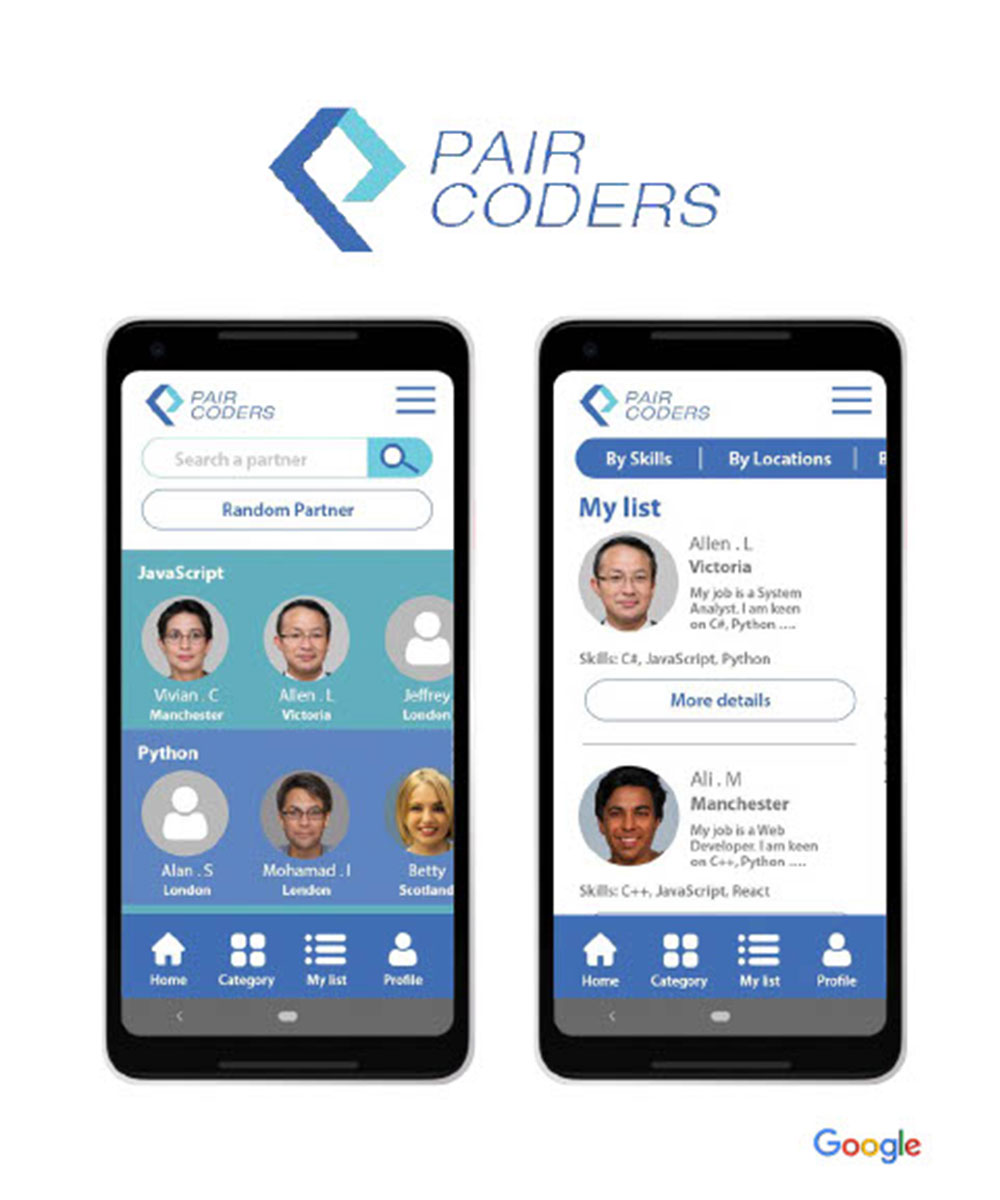 PAIR
CODERS
PAIR
CODERS
Search a partner
Random Partner
JavaScript
Vivian . C
Manchester
Allen . L
Victoria
Jeffrey
London
Python
Alan . S
London
Mohamad . I
London
Betty
Scotland
Home
Category
My list
Profile
PAIR
CODERS
By Skills
By Locations
My list
Allen . L
Victoria
My job is a System
Analyst. I am keen
on C#, Python ....
Skills: C#, JavaScript, Python
More details
Ali . M
Manchester
My job is a Web
Developer. I am keen
on C++, Python ....
Skills: C++, JavaScript, React
Home
Category
My list
Profile
Google